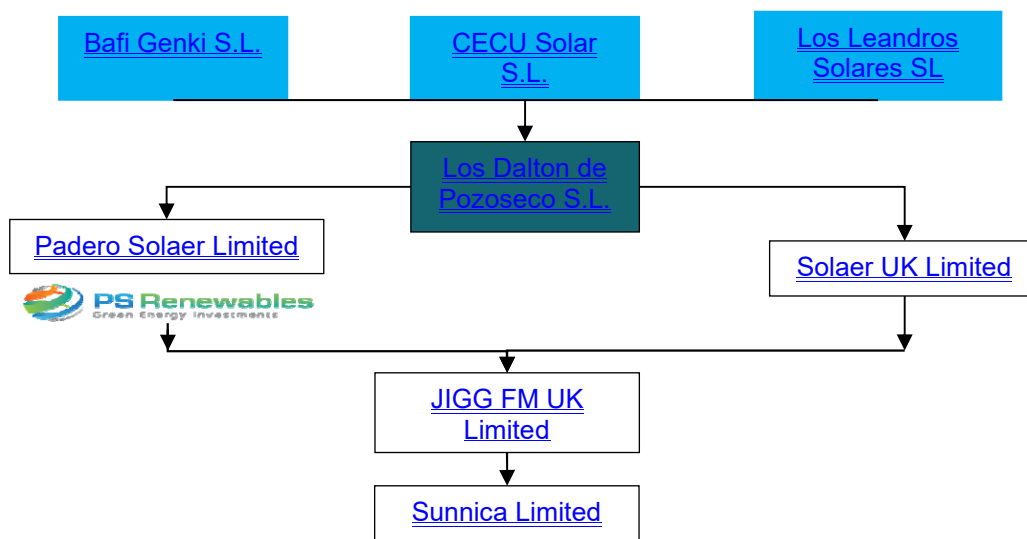 Bafi Genki S.L.
CECU Solar
S.L.
Los Leandros
Solares SL
Los Dalton de
Pozoseco S.L.
Padero Solaer Limited
Solaer UK Limited
PS Renewables
Green Energy Investments
JIGG FM UK
Limited
Sunnica Limited